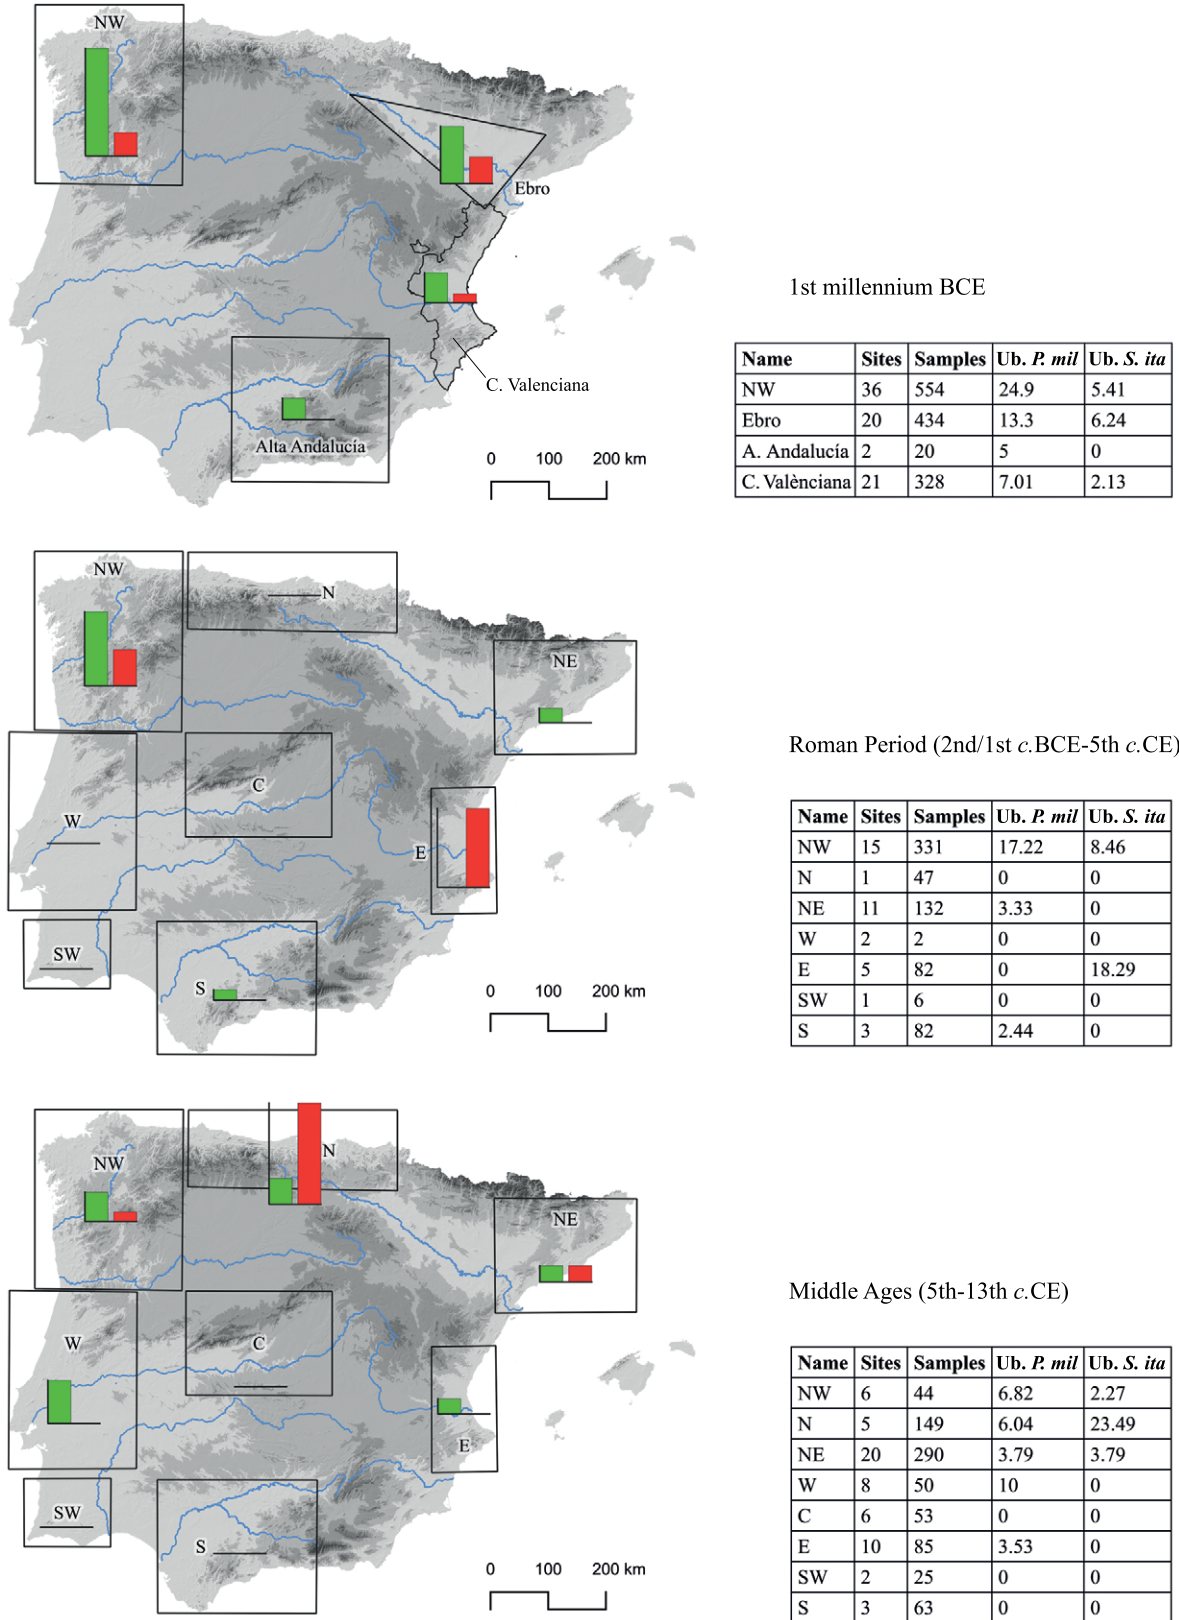 NW
Ebro
C. Valenciana
Alta Andalucía
0 100 200 km
1st millennium BCE
Name Sites Samples Ub. P. mil Ub. S. ita
NW 36 554 24.9 5.41
Ebro 20 434 13.3 6.24
A. Andalucía 2 20 5 0
C. Valènciana 21 328 7.01 2.13
NW
N
NE
C
W
E
SW
S
0 100 200 km
Roman Period (2nd/1st c.BCE-5th c.CE)
Name Sites Samples Ub. P. mil Ub. S. ita
NW 15 331 17.22 8.46
N 1 47 0 0
NE 11 132 3.33 0
W 2 2 0 0
E 5 82 0 18.29
SW 1 6 0 0
S 3 82 2.44 0
N
NW
NE
W
C
E
SW
S
0 100 200 km
Middle Ages (5th-13th c.CE)
Name Sites Samples Ub. P. mil Ub. S. ita
NW 6 44 6.82 2.27
N 5 149 6.04 23.49
NE 20 290 3.79 3.79
W 8 50 10 0
C 6 53 0 0
E 10 85 3.53 0
SW 2 25 0 0
S 3 63 0 0